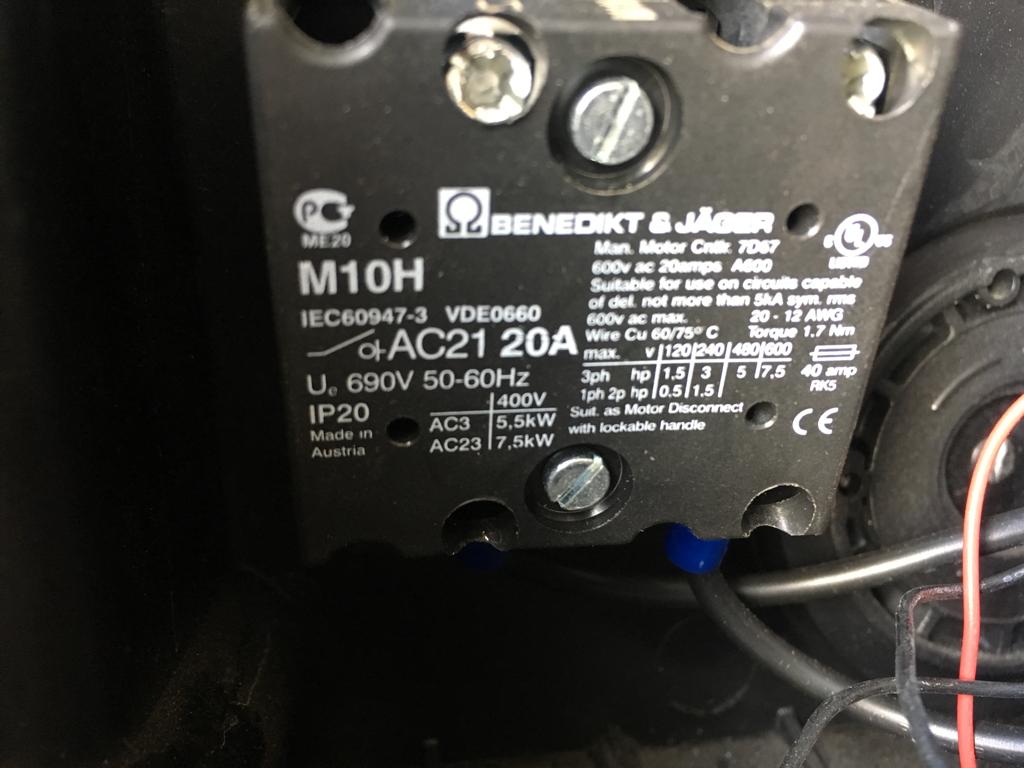 PG
ME20
M10H
IEC60947-3 VDE0660
AC21 20A
Ue 690V 50-60Hz
IP20
Made in
Austria
400V
AC3 5,5kW
AC23 7,5kW
BENEDIKT & JÄGER
Man. Motor Cntlr. 7D67
600v ac 20amps A600
Suitable for use on circuits capable
of del. not more than 5kA sym. rms
600v ac max. 20 - 12 AWG
Wire Cu 60/75° C Torque 1.7 Nm
max. v 120 240 480 600
3ph hp 1.5 3 5 7,5
1ph 2p hp 0.5 1.5
Suit. as Motor Disconnect
with lockable handle
C UL US
LISTED
40 amp
RK5
CE